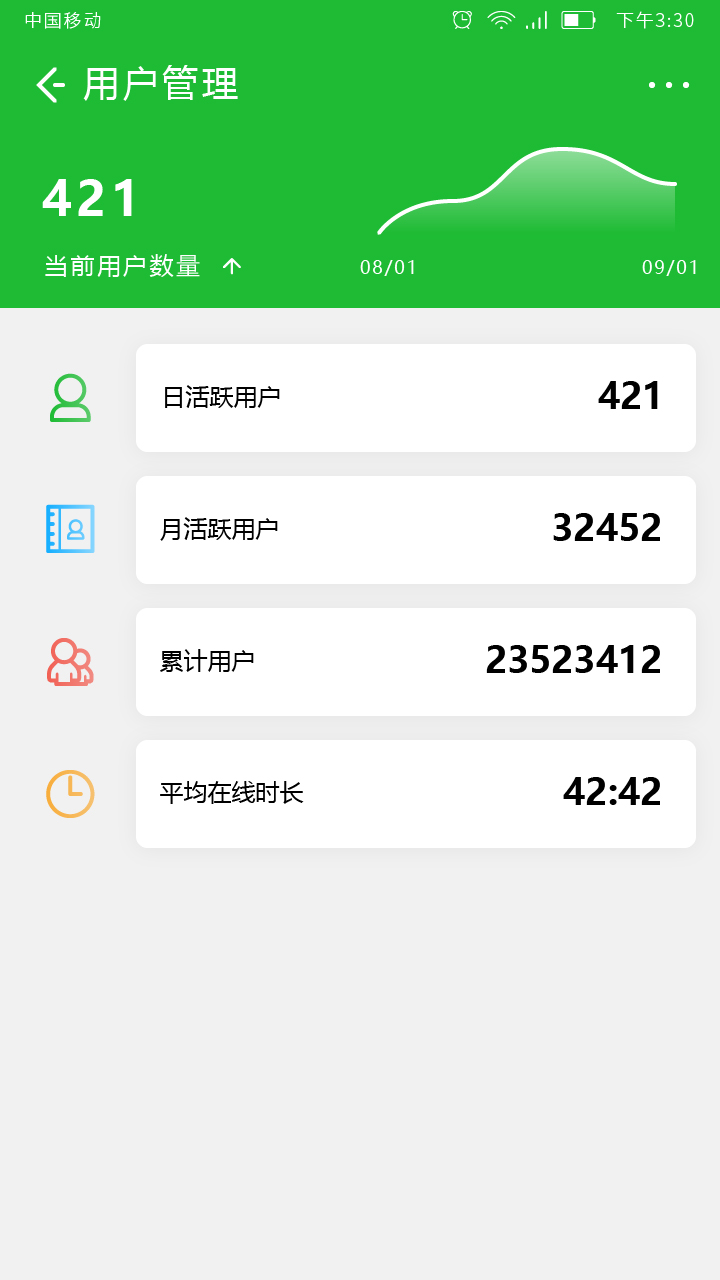 中国移动 下午3:30
用户管理
421
当前用户数量
08/01 09/01
日活跃用户 421
月活跃用户 32452
累计用户 23523412
平均在线时长 42:42